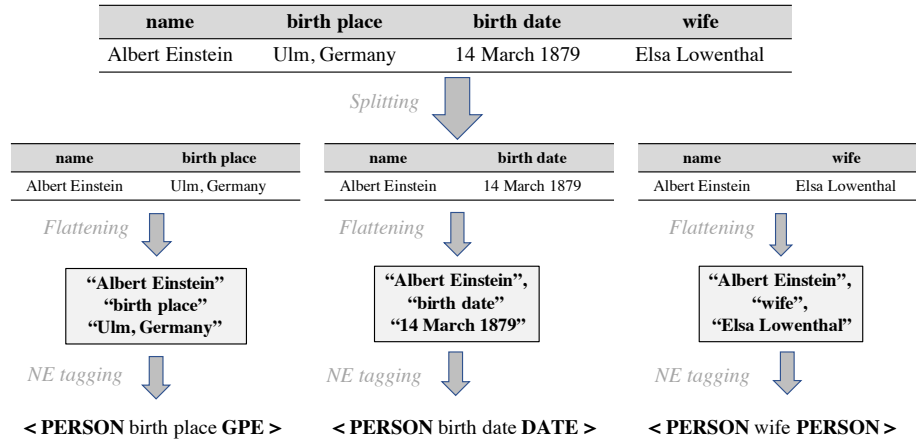 name birth place birth date wife
Albert Einstein Ulm, Germany 14 March 1879 Elsa Lowenthal
Splitting
name birth place name birth date name wife
Albert Einstein Ulm, Germany Albert Einstein 14 March 1879 Albert Einstein Elsa Lowenthal
Flattening Flattening Flattening
“Albert Einstein”
“birth place”
“Ulm, Germany”
“Albert Einstein”,
“birth date”
“14 March 1879”
“Albert Einstein”,
“wife”,
“Elsa Lowenthal”
NE tagging NE tagging NE tagging
< PERSON birth place GPE > < PERSON birth date DATE > < PERSON wife PERSON >